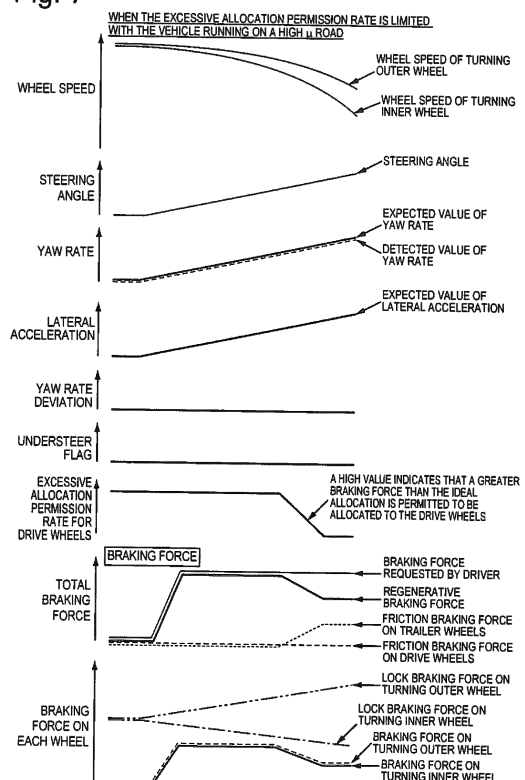 Fig. 7
WHEN THE EXCESSIVE ALLOCATION PERMISSION RATE IS LIMITED
WITH THE VEHICLE RUNNING ON A HIGH μ ROAD
WHEEL SPEED
WHEEL SPEED OF TURNING
OUTER WHEEL
WHEEL SPEED OF TURNING
INNER WHEEL
STEERING
ANGLE
STEERING ANGLE
YAW RATE
EXPECTED VALUE OF
YAW RATE
DETECTED VALUE OF
YAW RATE
LATERAL
ACCELERATION
EXPECTED VALUE OF
LATERAL ACCELERATION
YAW RATE
DEVIATION
UNDERSTEER
FLAG
EXCESSIVE
ALLOCATION
PERMISSION
RATE FOR
DRIVE WHEELS
A HIGH VALUE INDICATES THAT A GREATER
BRAKING FORCE THAN THE IDEAL
ALLOCATION IS PERMITTED TO BE
ALLOCATED TO THE DRIVE WHEELS
BRAKING FORCE
TOTAL
BRAKING
FORCE
BRAKING FORCE
REQUESTED BY DRIVER
REGENERATIVE
BRAKING FORCE
FRICTION BRAKING FORCE
ON TRAILER WHEELS
FRICTION BRAKING FORCE
ON DRIVE WHEELS
BRAKING
FORCE ON
EACH WHEEL
LOCK BRAKING FORCE ON
TURNING OUTER WHEEL
LOCK BRAKING FORCE ON
TURNING INNER WHEEL
BRAKING FORCE ON
TURNING OUTER WHEEL
BRAKING FORCE ON
TURNING INNER WHEEL